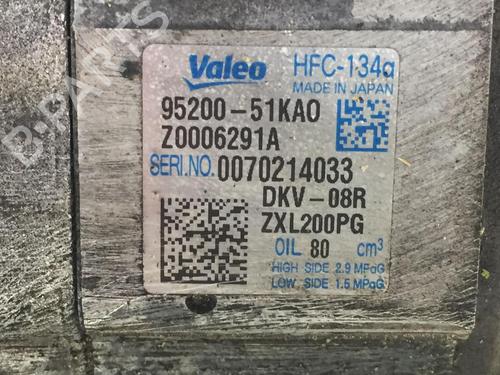 Valeo HFC-134a
MADE IN JAPAN
95200-51KA0
Z0006291A
SERI.NO. 0070214033
DKV-08R
ZXL200PG
OIL 80 cm³
HIGH SIDE 2.9 MPaG
LOW SIDE 1.5 MPaG
B-PARTS